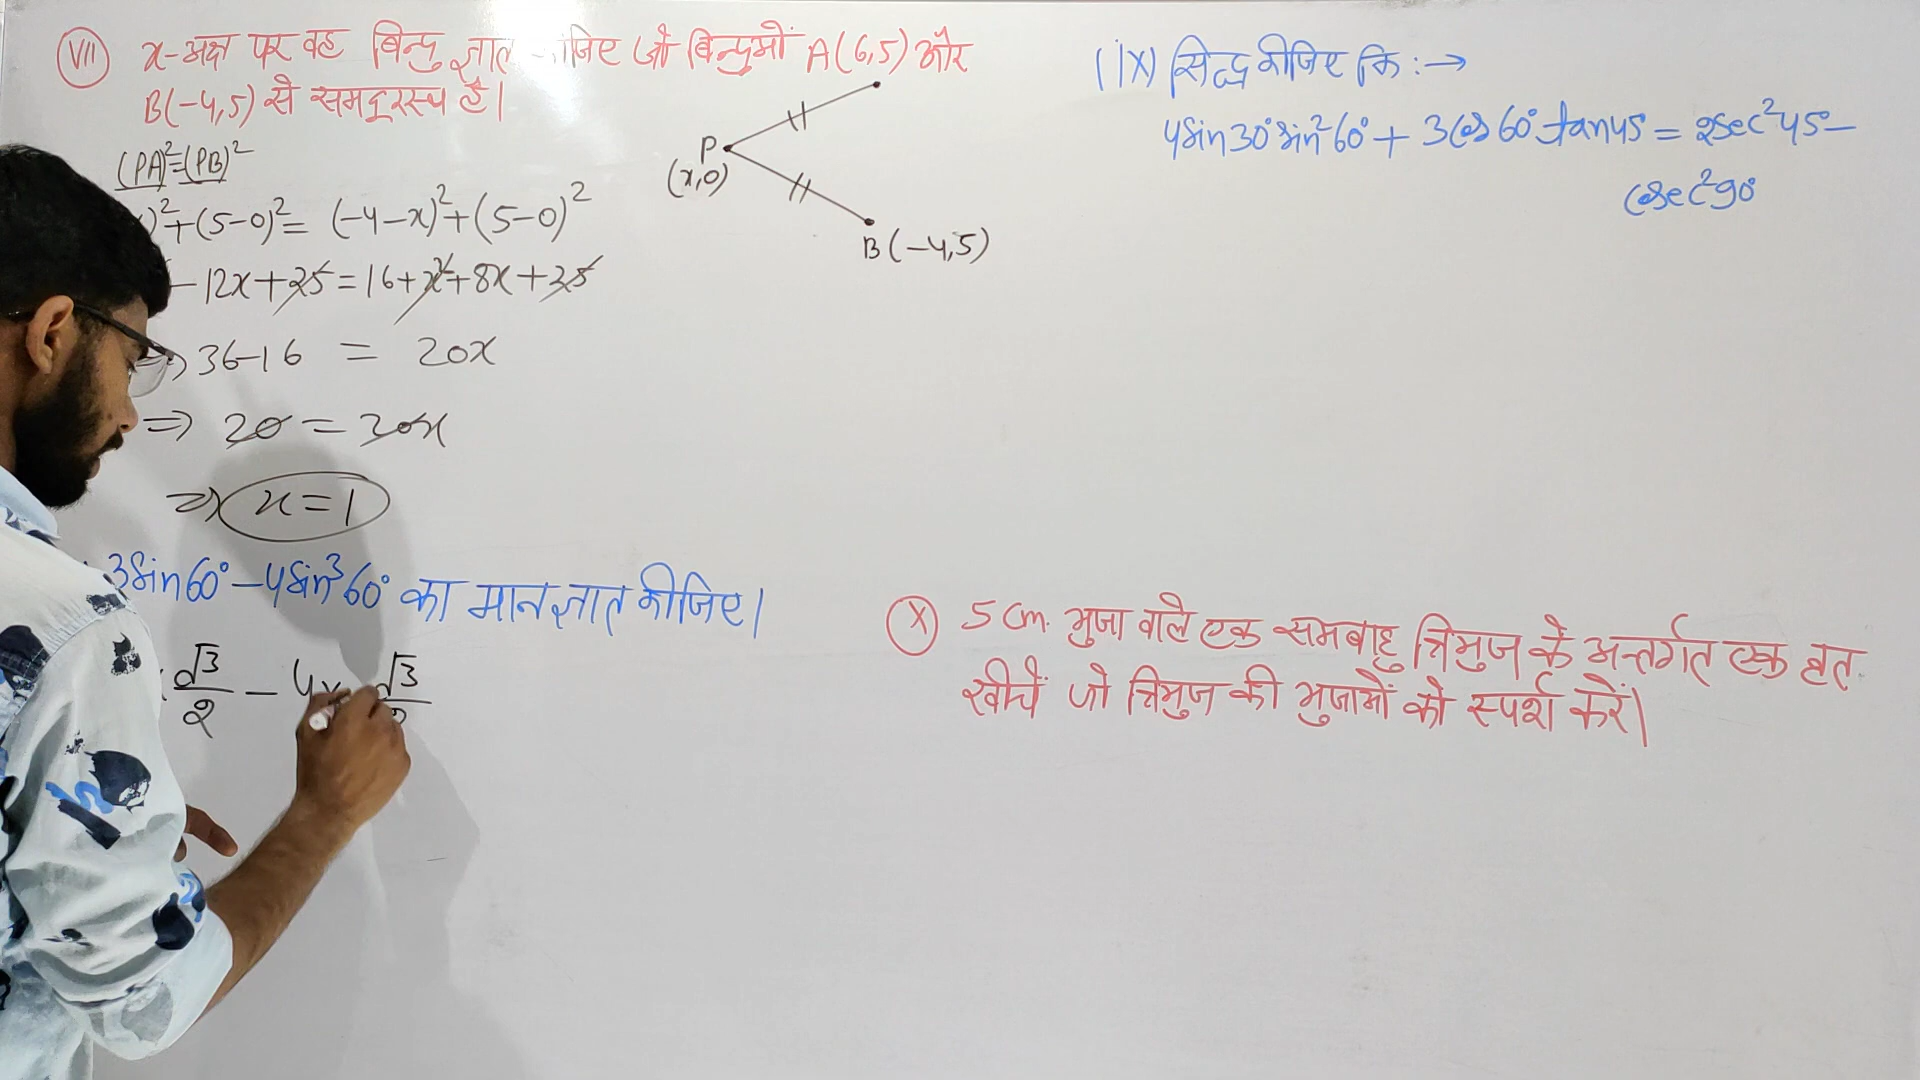 VII x-अक्ष पर वह बिन्दु ज्ञात जिए जो बिन्दुओं A(6,5) और
B(-4,5) से समदूरस्थ है।
(PA)²=(PB)²
)²+(5-0)²= (-4-x)²+(5-0)²
-12x+25=16+x²+8x+25
⇒ 36-16 = 20x
⇒ 20=20x
⇒ x=1
P
(x,0)
B(-4,5)
3sin60°-4sin³60° का मान ज्ञात कीजिए।
√3/2 - 4x √3/2
(iX) सिद्ध कीजिए कि :→
4sin30°sin²60°+3cos60°tan45°=2sec²45°-
cosec²90°
X 5 cm. भुजा वाले एक समबाहु त्रिभुज के अन्तर्गत एक वृत
खीचें जो त्रिभुज की भुजाओं को स्पर्श करें।